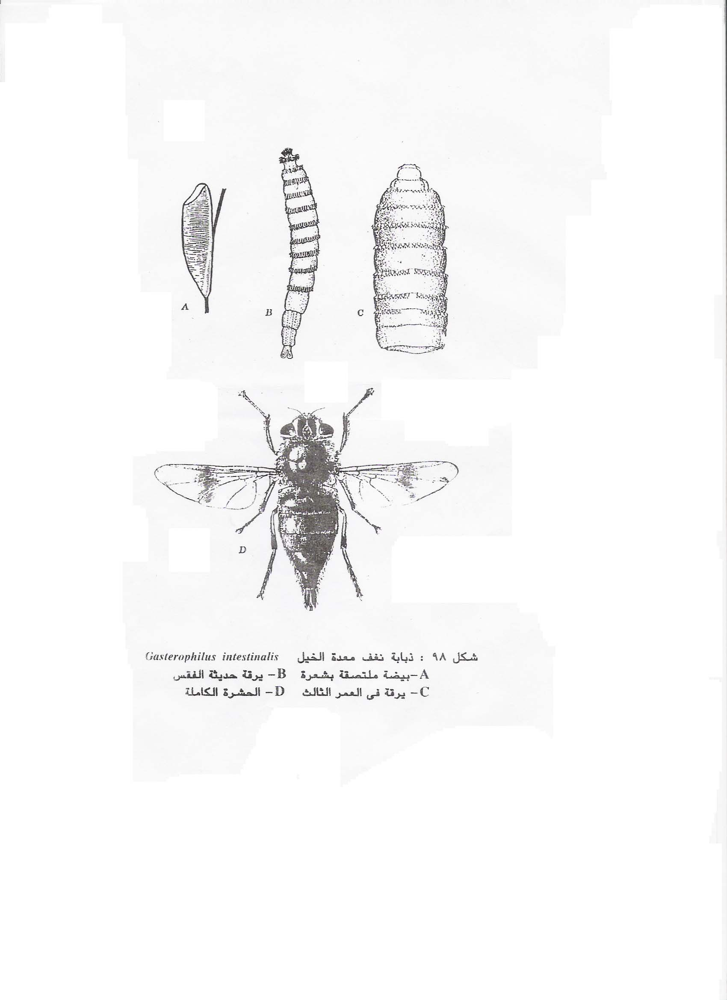 A
B
C
D
شكل ٩٨ : ذبابة نغف معدة الخيل Gasterophilus intestinalis
A- بيضة ملتصقة بشعرة B- يرقة حديثة الفقس
C- يرقة فى العمر الثالث D- الحشرة الكاملة